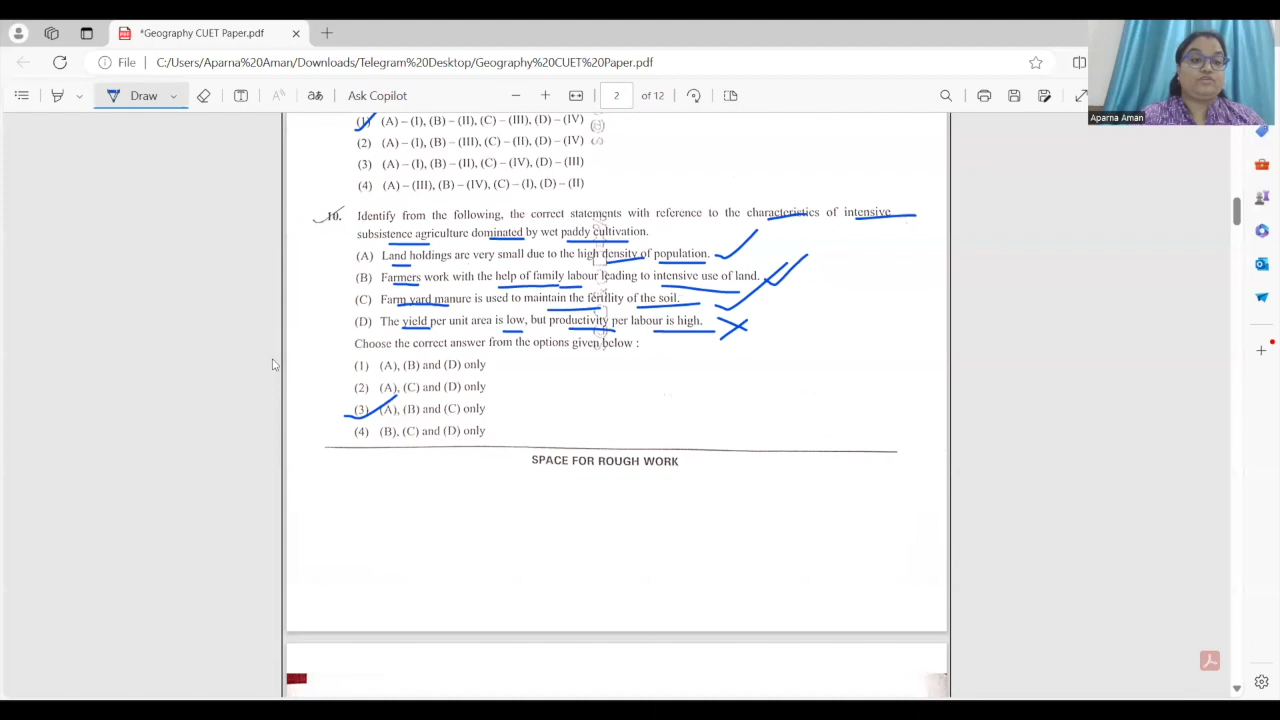 *Geography CUET Paper.pdf
File
C:/Users/Aparna%20Aman/Downloads/Telegram%20Desktop/Geography%20CUET%20Paper.pdf
Draw
Ask Copilot
2
of 12
Aparna Aman
(1) (A) – (I), (B) – (II), (C) – (III), (D) – (IV)
(2) (A) – (I), (B) – (III), (C) – (II), (D) – (IV)
(3) (A) – (I), (B) – (II), (C) – (IV), (D) – (III)
(4) (A) – (III), (B) – (IV), (C) – (I), (D) – (II)
10. Identify from the following, the correct statements with reference to the characteristics of intensive
subsistence agriculture dominated by wet paddy cultivation.
(A) Land holdings are very small due to the high density of population.
(B) Farmers work with the help of family labour leading to intensive use of land.
(C) Farm yard manure is used to maintain the fertility of the soil.
(D) The yield per unit area is low, but productivity per labour is high.
Choose the correct answer from the options given below :
(1) (A), (B) and (D) only
(2) (A), (C) and (D) only
(3) (A), (B) and (C) only
(4) (B), (C) and (D) only
SPACE FOR ROUGH WORK